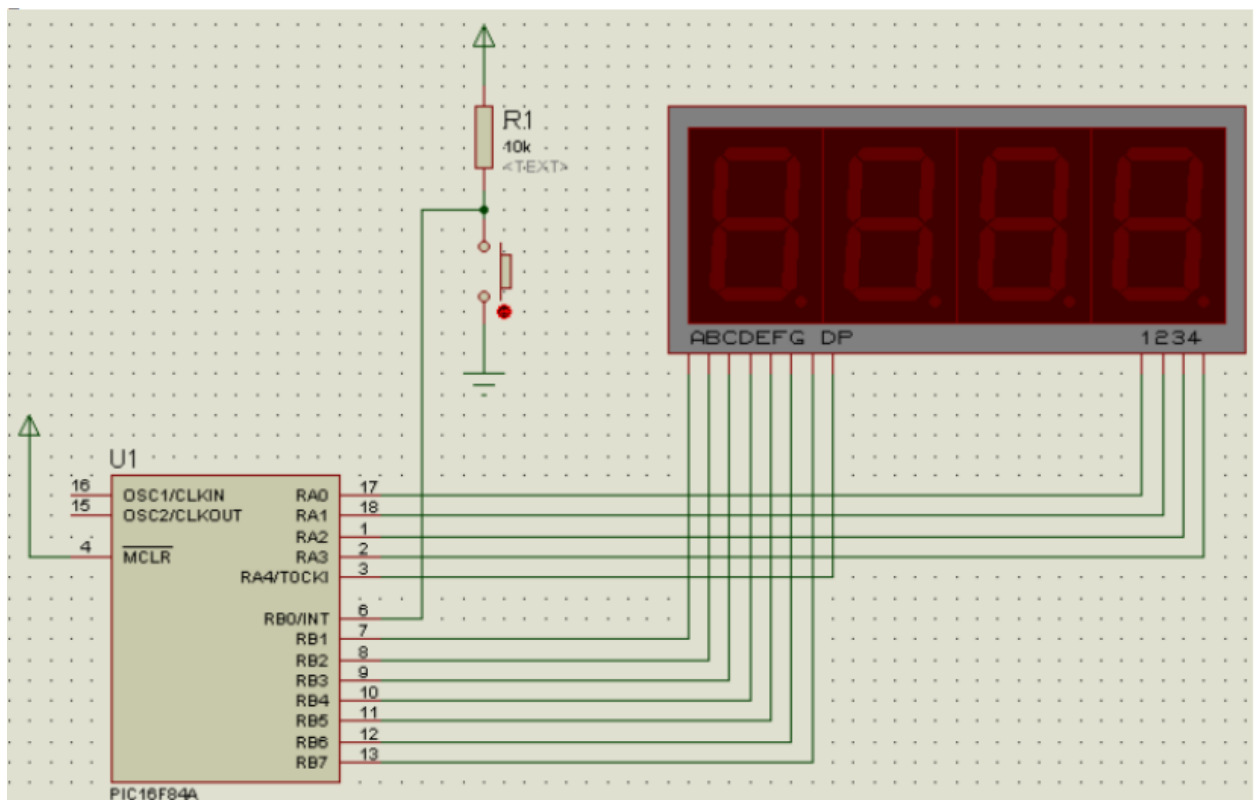 R1
10k
<TEXT>
ABCDEFG DP
1234
U1
16 OSC1/CLKIN RA0 17
15 OSC2/CLKOUT RA1 18
RA2 1
4 MCLR RA3 2
RA4/T0CKI 3
RB0/INT 6
RB1 7
RB2 8
RB3 9
RB4 10
RB5 11
RB6 12
RB7 13
PIC16F84A